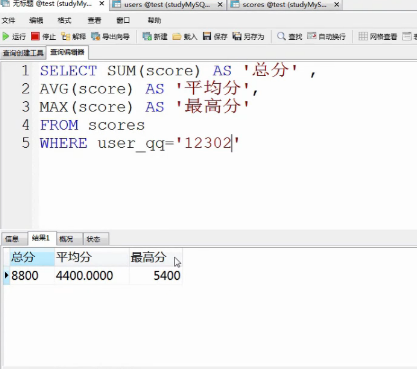 无标题 @test (studyMy...
users @test (studyMySQ...
scores @test (studyMyS...
文件 编辑 格式 查看 窗口 帮助
运行 停止 解释 导出向导 新建 载入 保存 另存为 查找 自动换行 网格查看
查询创建工具 查询编辑器
1 SELECT SUM(score) AS '总分' ,
2 AVG(score) AS '平均分',
3 MAX(score) AS '最高分'
4 FROM scores
5 WHERE user_qq='12302'
信息 结果1 概况 状态
总分 平均分 最高分
8800 4400.0000 5400